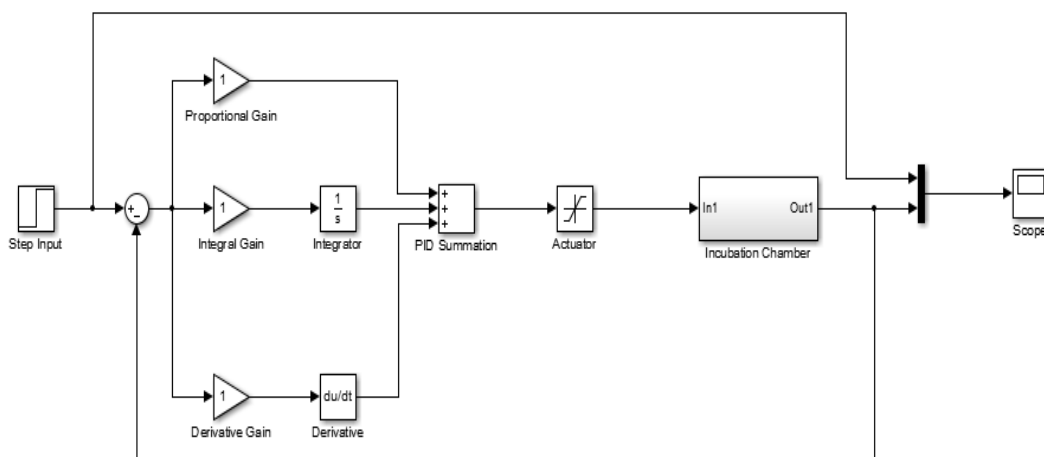 1
Proportional Gain
Step Input
+
−
1
Integral Gain
1
s
Integrator
+
+
+
PID Summation
Actuator
In1
Out1
Incubation Chamber
Scope
1
Derivative Gain
du/dt
Derivative